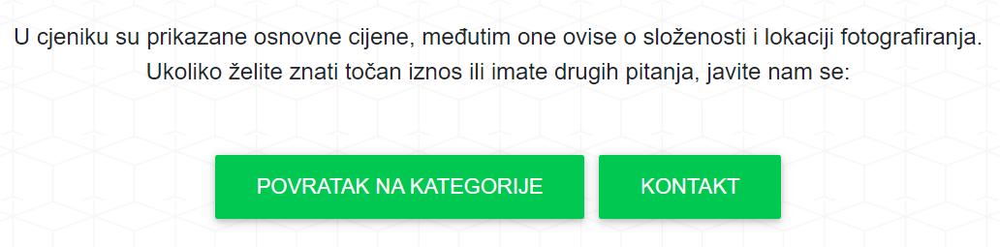 U cjeniku su prikazane osnovne cijene, međutim one ovise o složenosti i lokaciji fotografiranja.
Ukoliko želite znati točan iznos ili imate drugih pitanja, javite nam se:
POVRATAK NA KATEGORIJE
KONTAKT